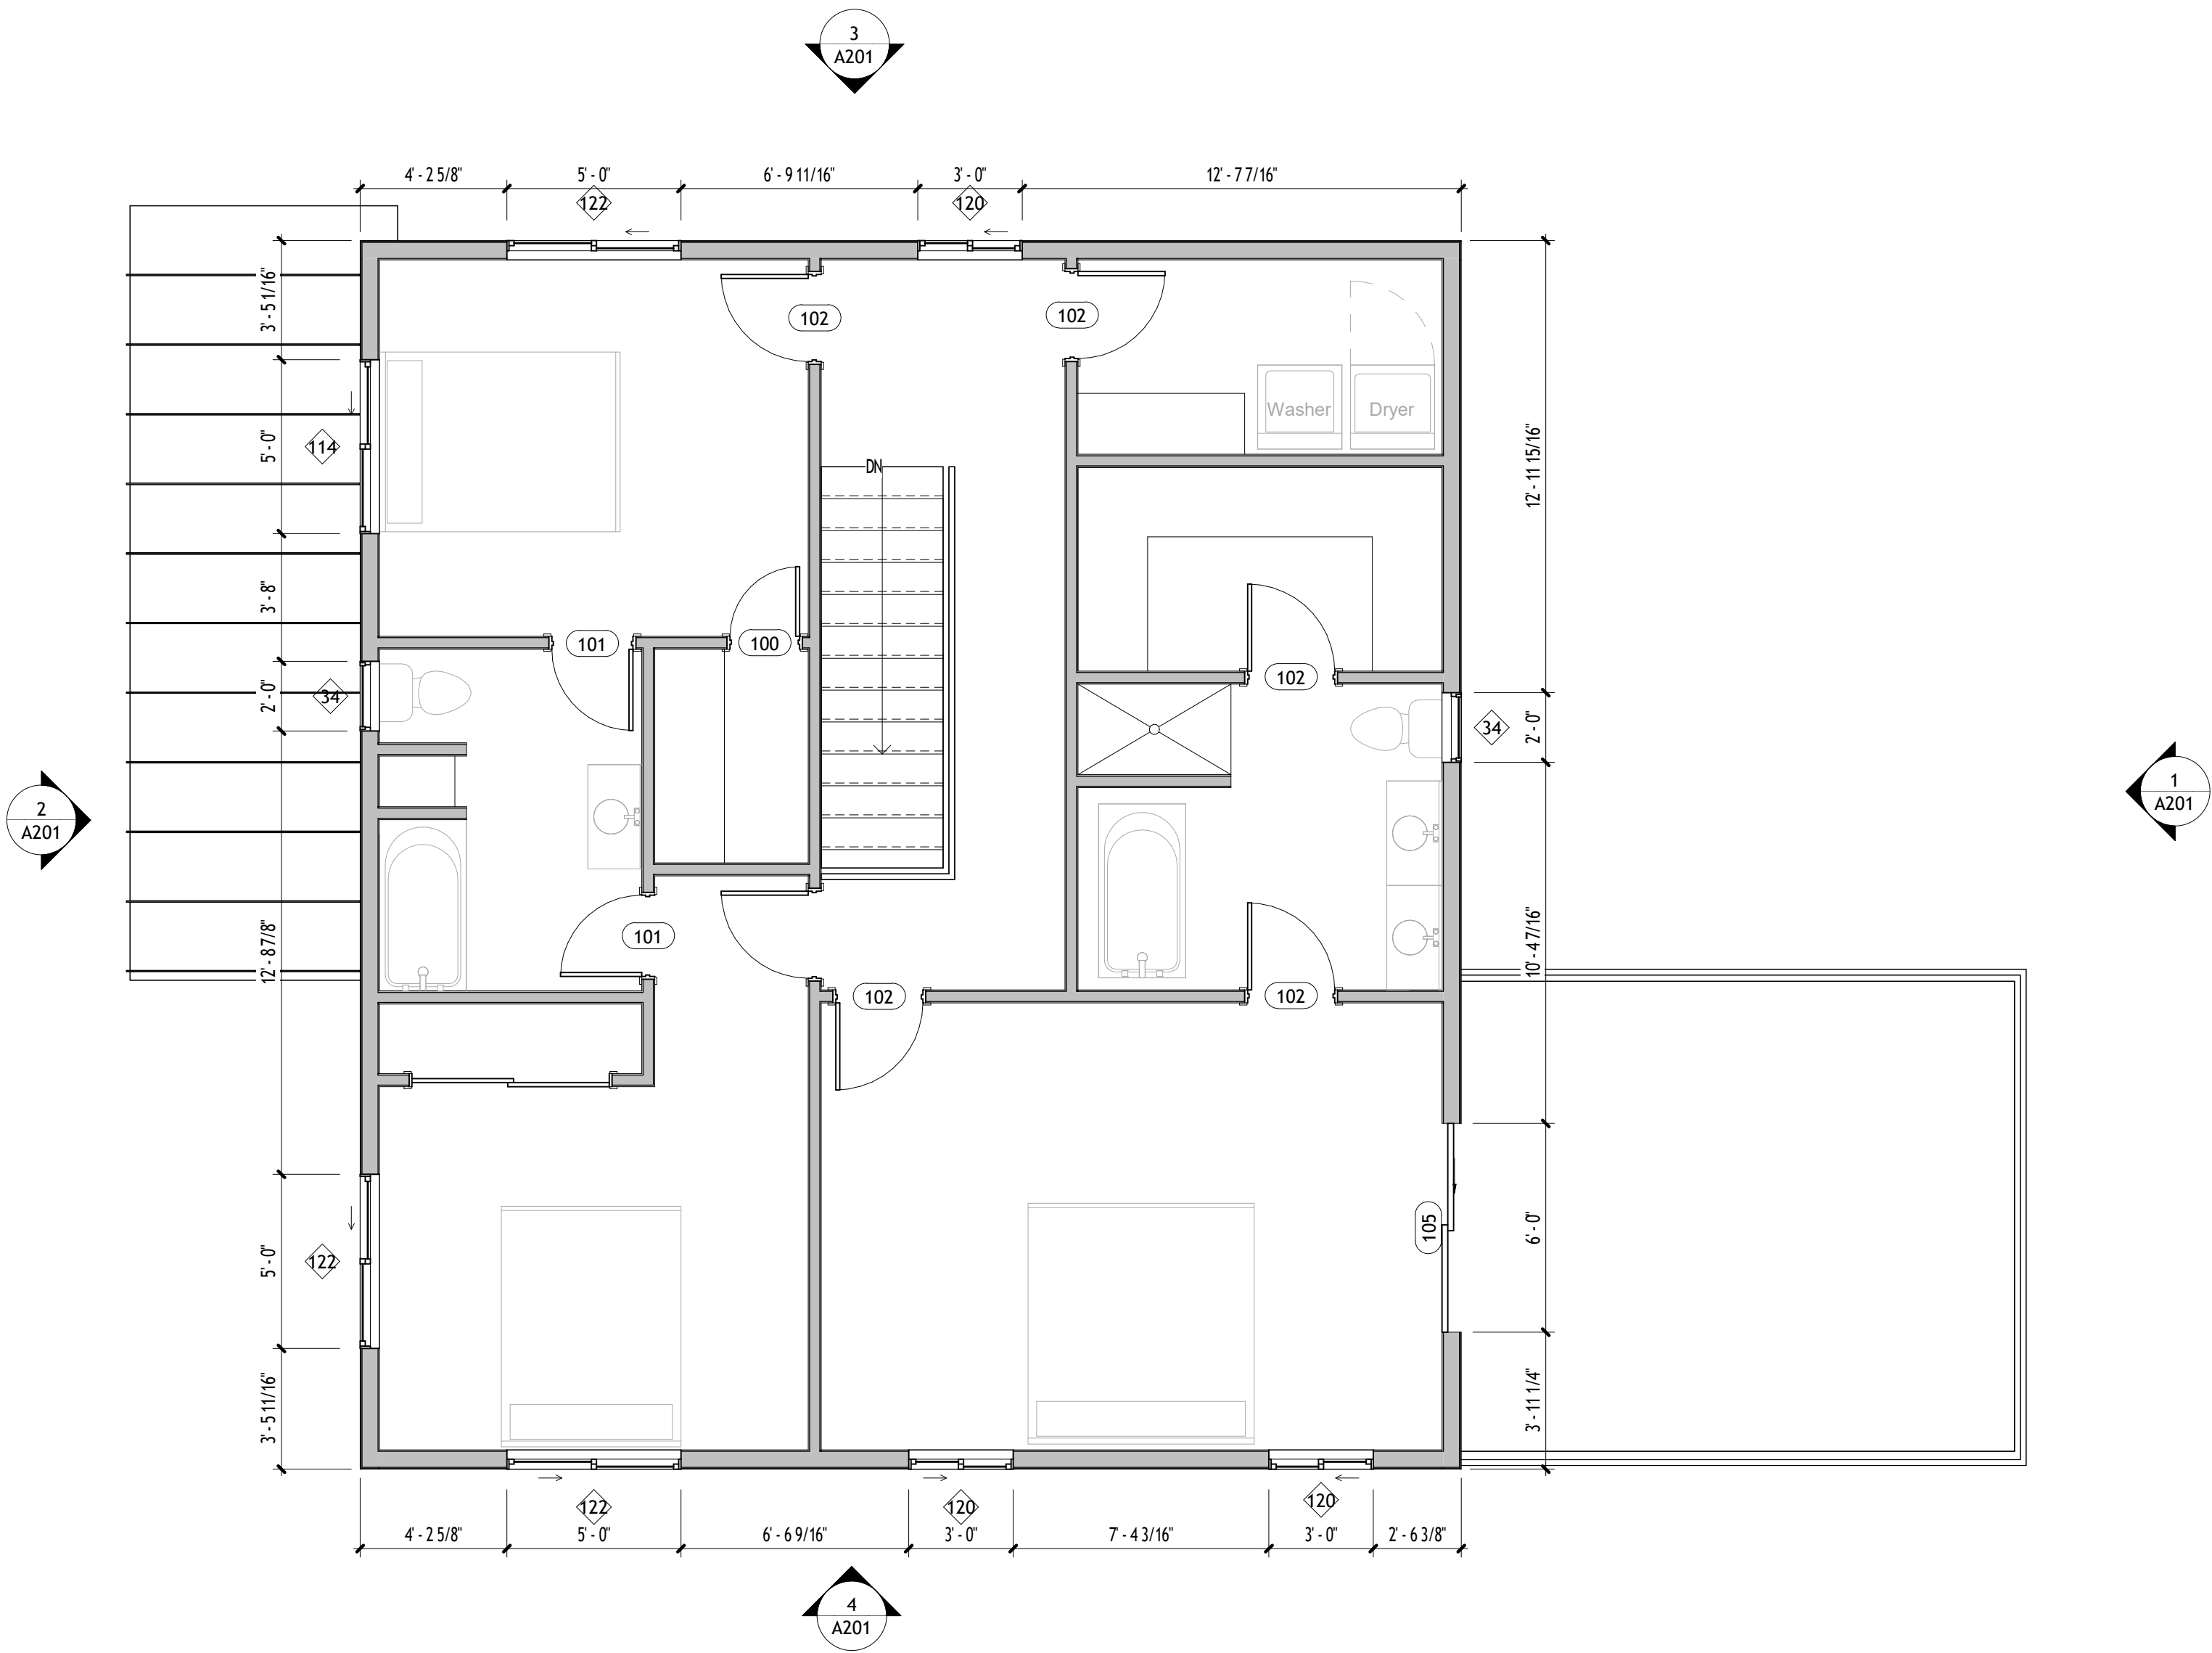 3
A201
4' - 2 5/8" 5' - 0" 6' - 9 11/16" 3' - 0" 12' - 7 7/16"
122 120
3' - 5 1/16"
102 102
Washer Dryer
12' - 11 15/16"
114
5' - 0"
DN
3' - 8"
101 100
102
34
2' - 0"
34
2' - 0"
2
A201
1
A201
12' - 8 7/8"
101
10' - 4 7/16"
102 102
122
5' - 0"
105
6' - 0"
3' - 5 11/16"
3' - 11 1/4"
122 120 120
4' - 2 5/8" 5' - 0" 6' - 6 9/16" 3' - 0" 7' - 4 3/16" 3' - 0" 2' - 6 3/8"
4
A201